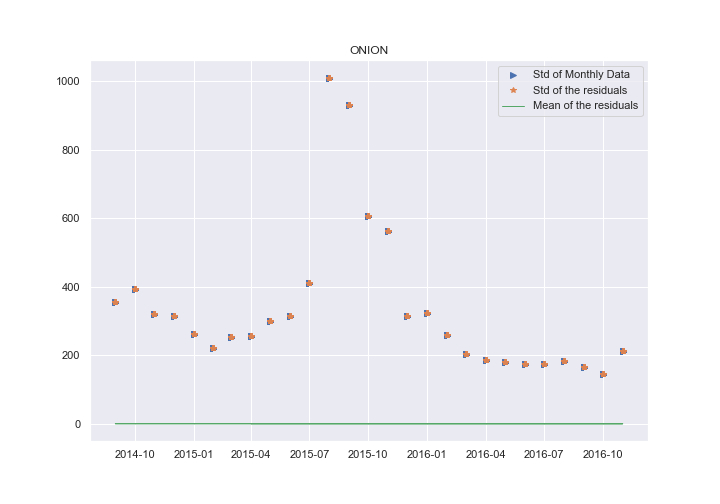 ONION
Std of Monthly Data
Std of the residuals
Mean of the residuals
1000
800
600
400
200
0
2014-10 2015-01 2015-04 2015-07 2015-10 2016-01 2016-04 2016-07 2016-10